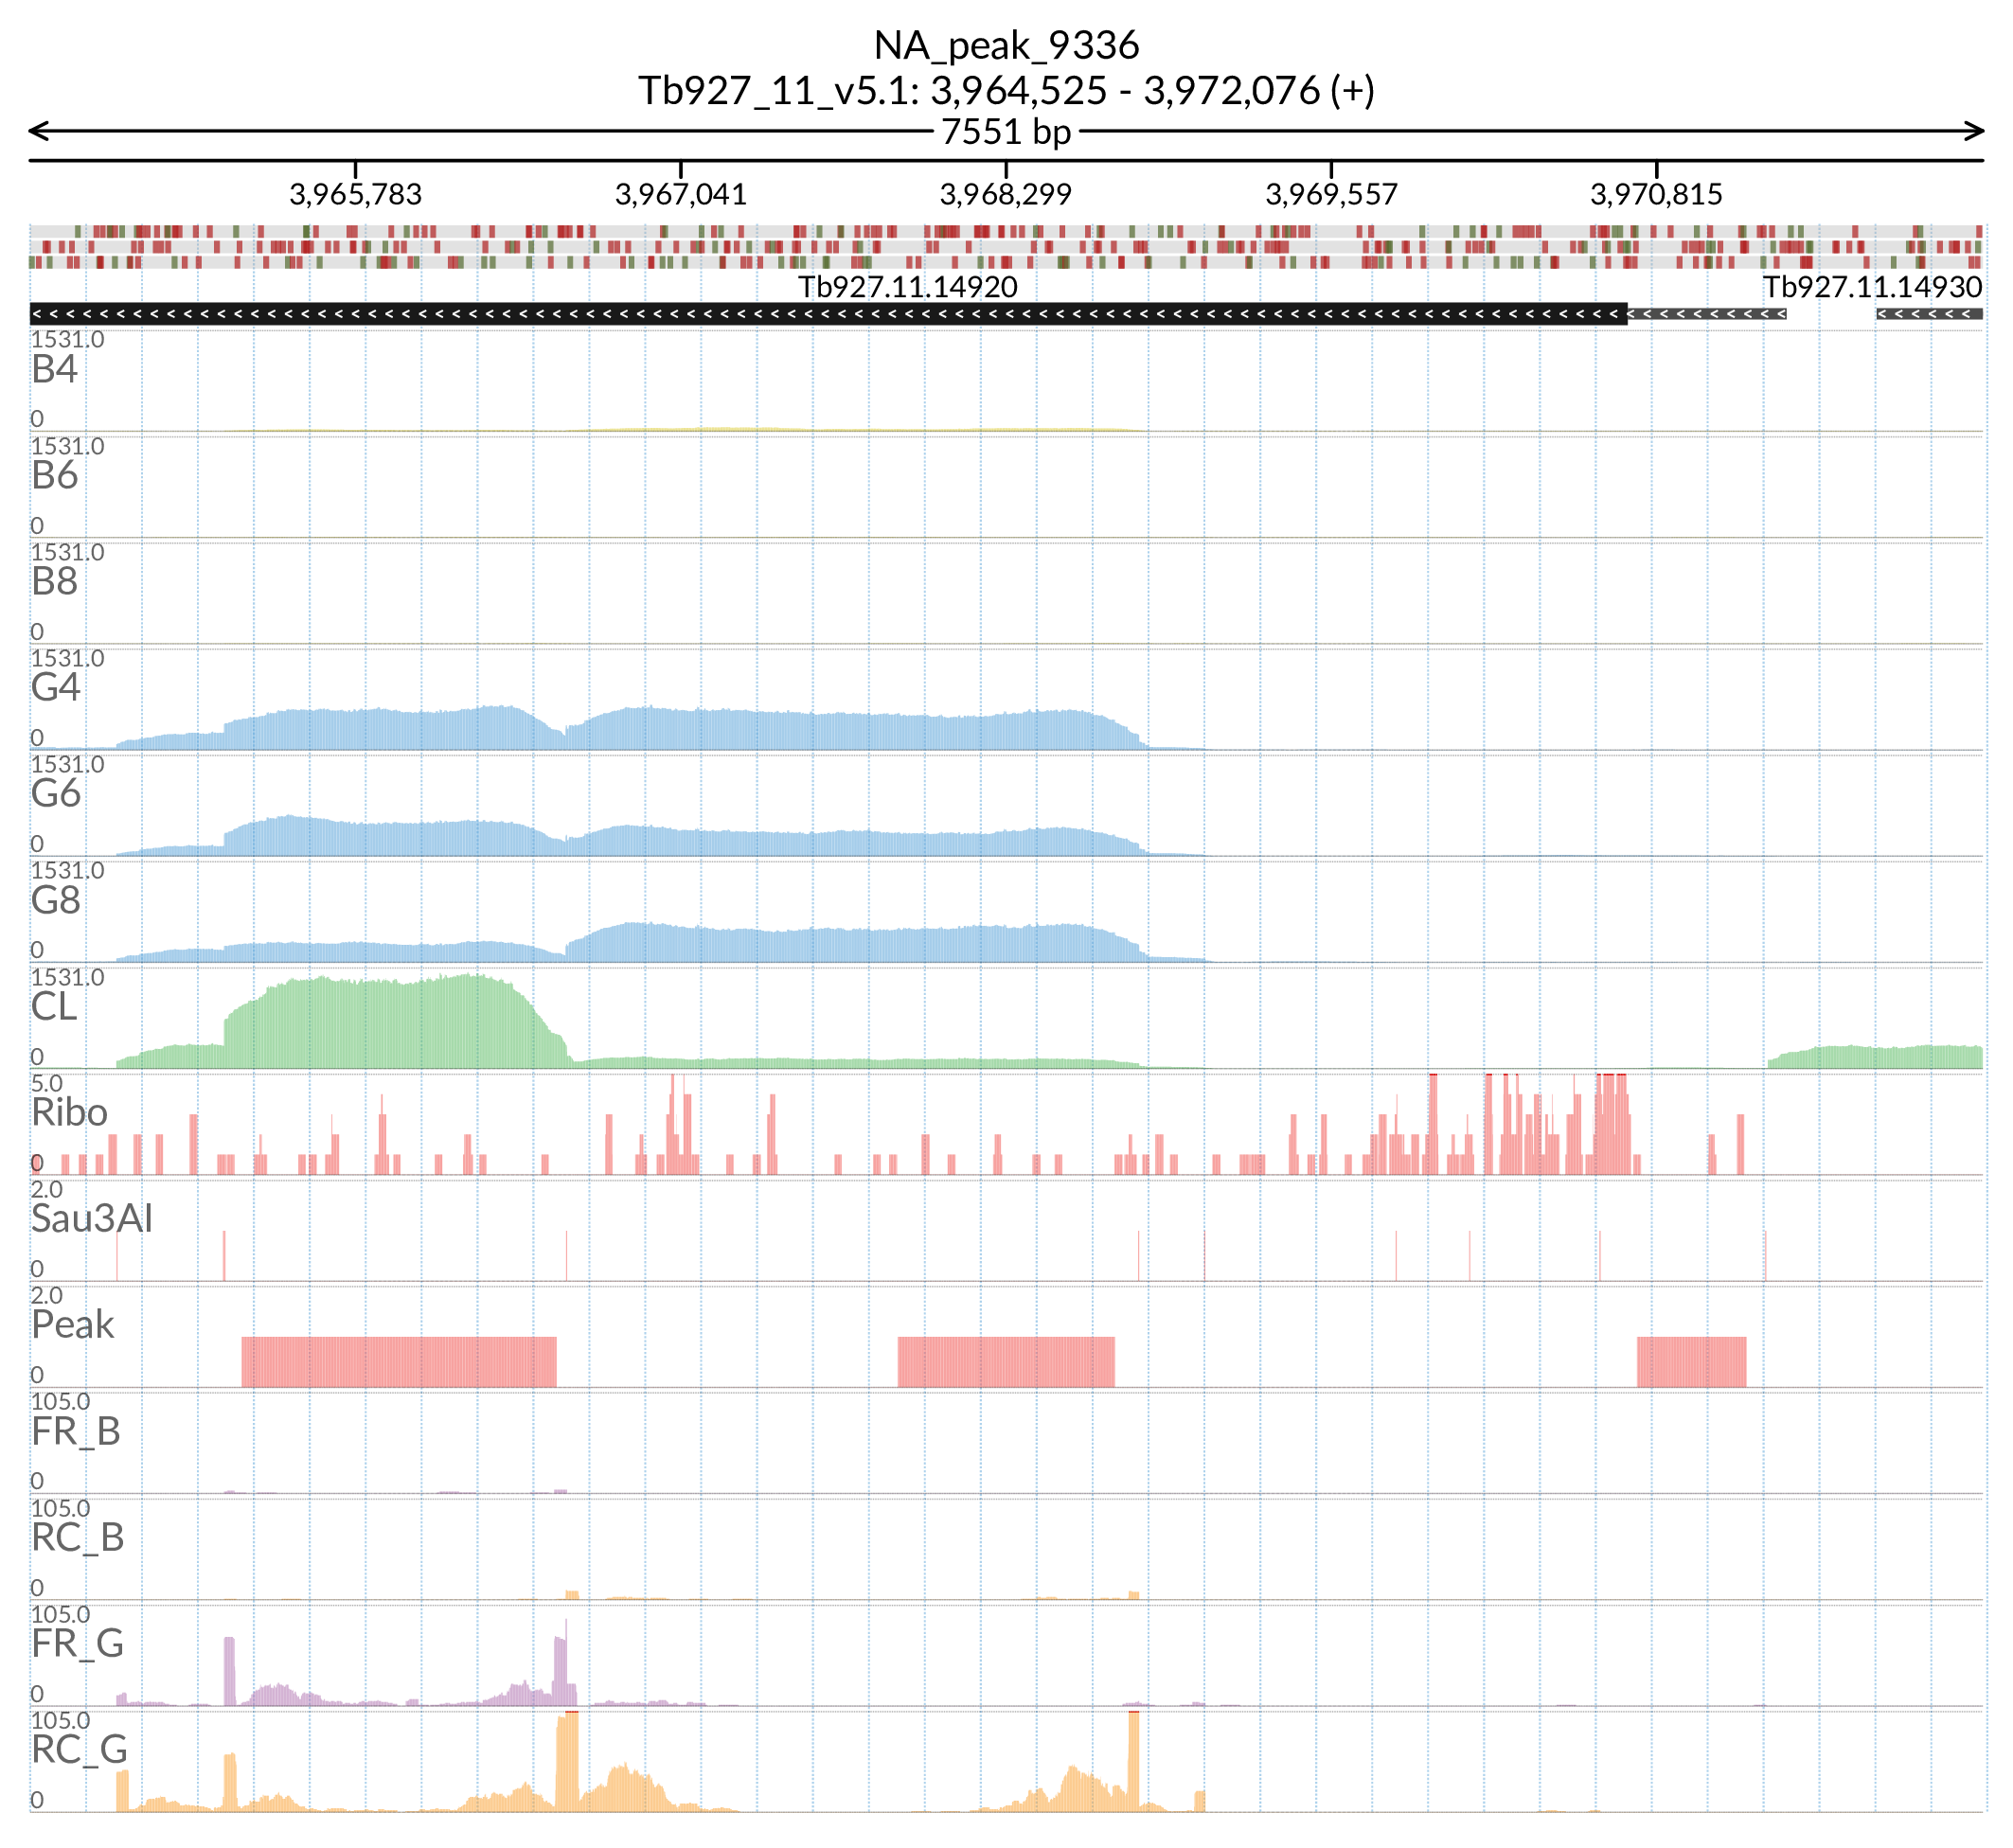 NA_peak_9336
Tb927_11_v5.1: 3,964,525 - 3,972,076 (+)
7551 bp
3,965,783 3,967,041 3,968,299 3,969,557 3,970,815
Tb927.11.14920 Tb927.11.14930
1531.0
B4
0
1531.0
B6
0
1531.0
B8
0
1531.0
G4
0
1531.0
G6
0
1531.0
G8
0
1531.0
CL
0
5.0
Ribo
0
2.0
Sau3AI
0
2.0
Peak
0
105.0
FR_B
0
105.0
RC_B
0
105.0
FR_G
0
105.0
RC_G
0